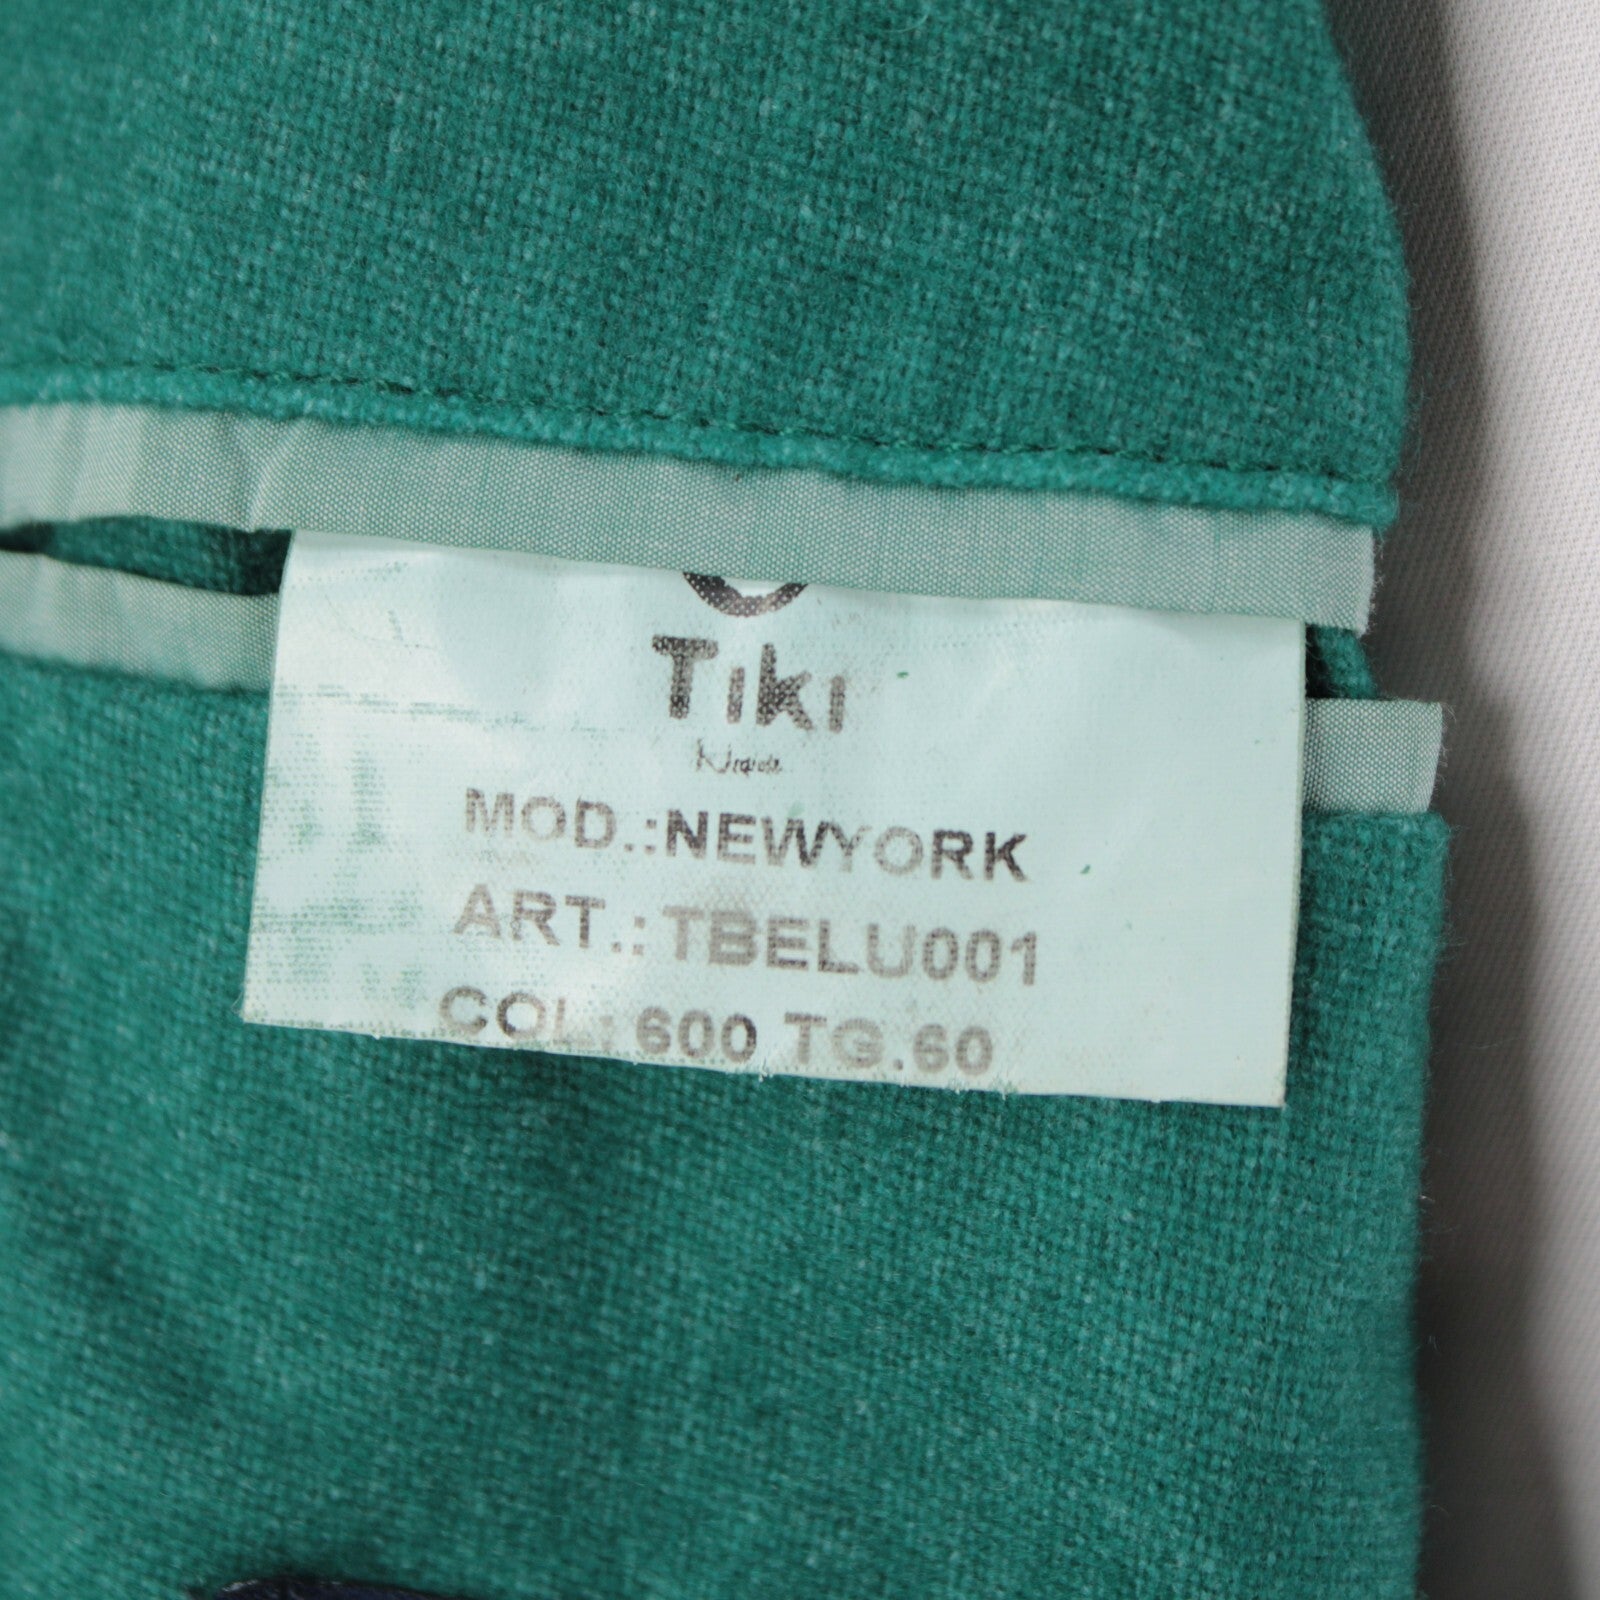 Tiki
MOD.:NEWYORK
ART.:TBELU001
COL: 600 TG.60